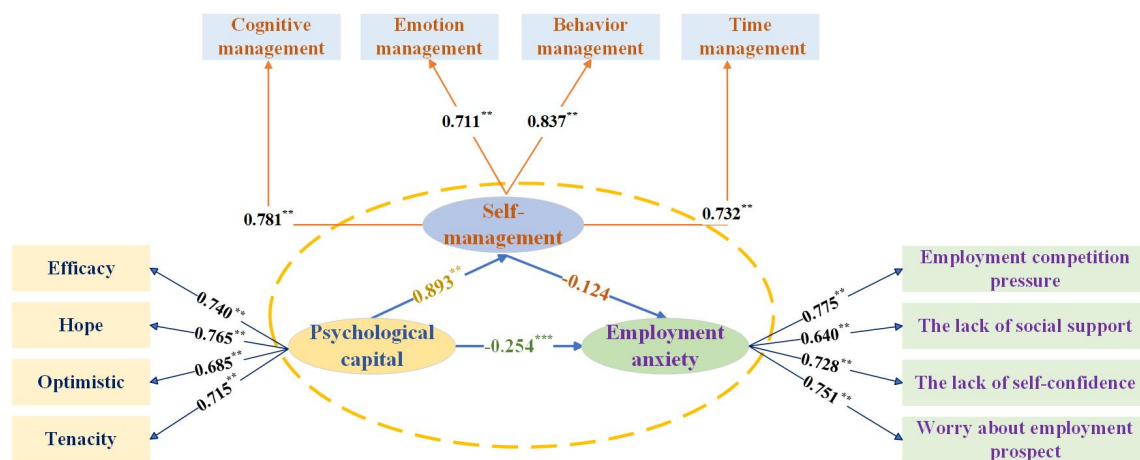 Cognitive
management
Emotion
management
Behavior
management
Time
management
0.711**
0.837**
0.781**
0.732**
Self-
management
Efficacy
Hope
Optimistic
Tenacity
0.740**
0.765**
0.685**
0.715**
0.893**
-0.124
Psychological
capital
-0.254***
Employment
anxiety
0.775**
0.640**
0.728**
0.751**
Employment competition
pressure
The lack of social support
The lack of self-confidence
Worry about employment
prospect